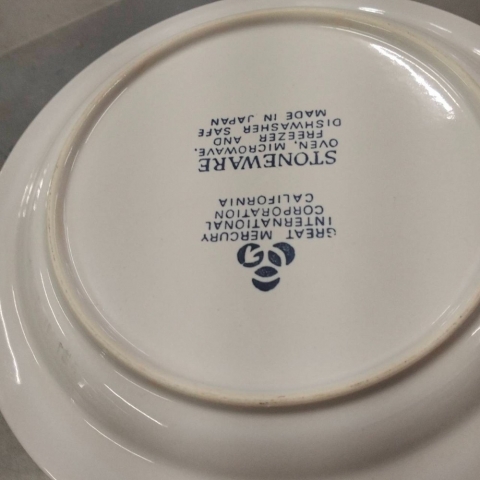 GREAT MERCURY
INTERNATIONAL
CORPORATION
CALIFORNIA
STONEWARE
OVEN, MICROWAVE.
FREEZER AND
DISHWASHER SAFE
MADE IN JAPAN